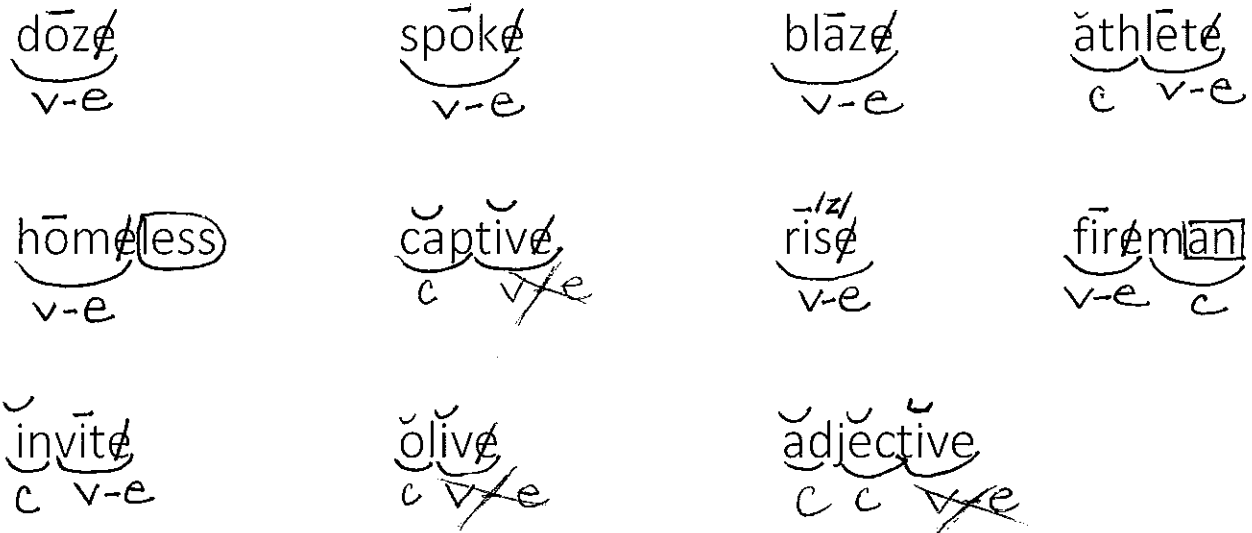 dōze spōke blāze ăthlēte
v-e v-e v-e c v-e
hōmeless căptĭve rīse /z/ fīreman
v-e c v-e v-e v-e c
ĭnvīte ŏlĭve ădjĕctĭve
c v-e c v-e c c v-e